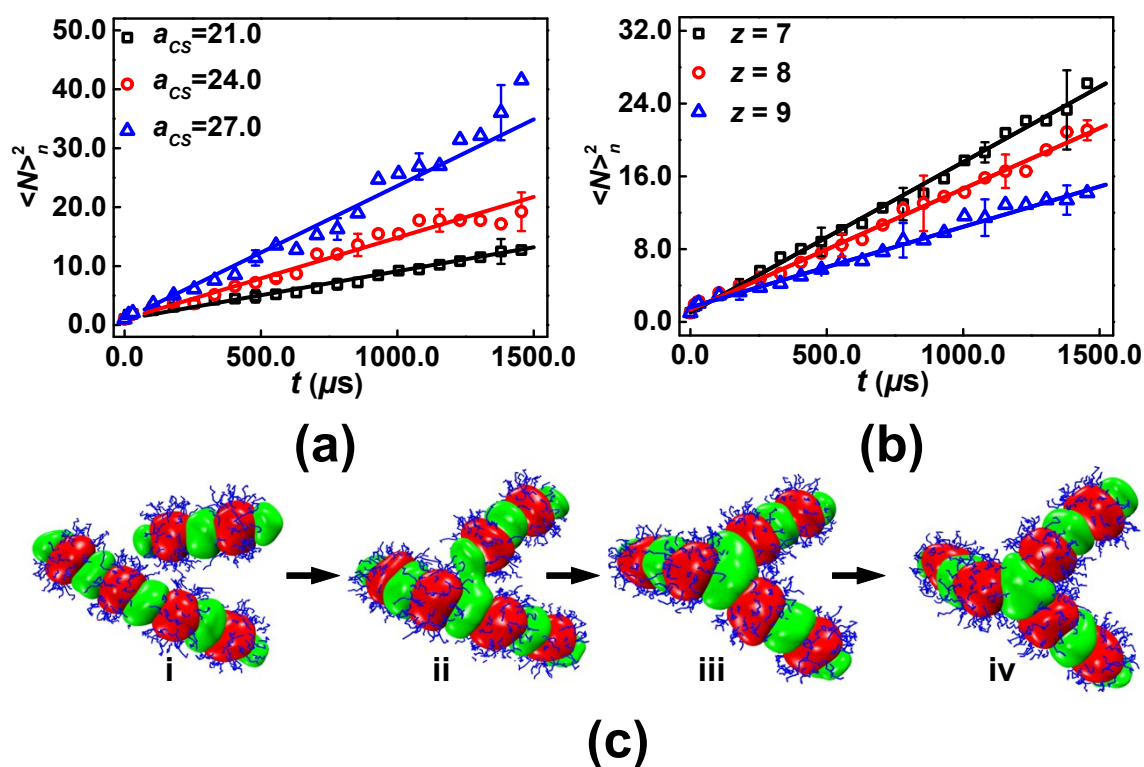 50.0
40.0
30.0
20.0
10.0
0.0
<N>²ₙ
a_CS=21.0
a_CS=24.0
a_CS=27.0
0.0 500.0 1000.0 1500.0
t (μs)
(a)
32.0
24.0
16.0
8.0
0.0
<N>²ₙ
z = 7
z = 8
z = 9
0.0 500.0 1000.0 1500.0
t (μs)
(b)
i ii iii iv
(c)